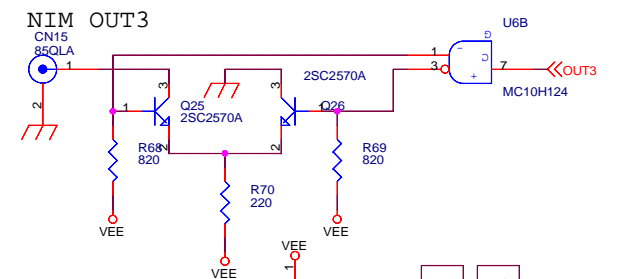 NIM OUT3
CN15
85QLA
1
2
U6B
G
G
1
3
7
OUT3
MC10H124
3
3
2SC2570A
1
Q25
2SC2570A
1
Q26
2
2
R68
820
R69
820
R70
220
VEE
VEE
VEE
VEE
1